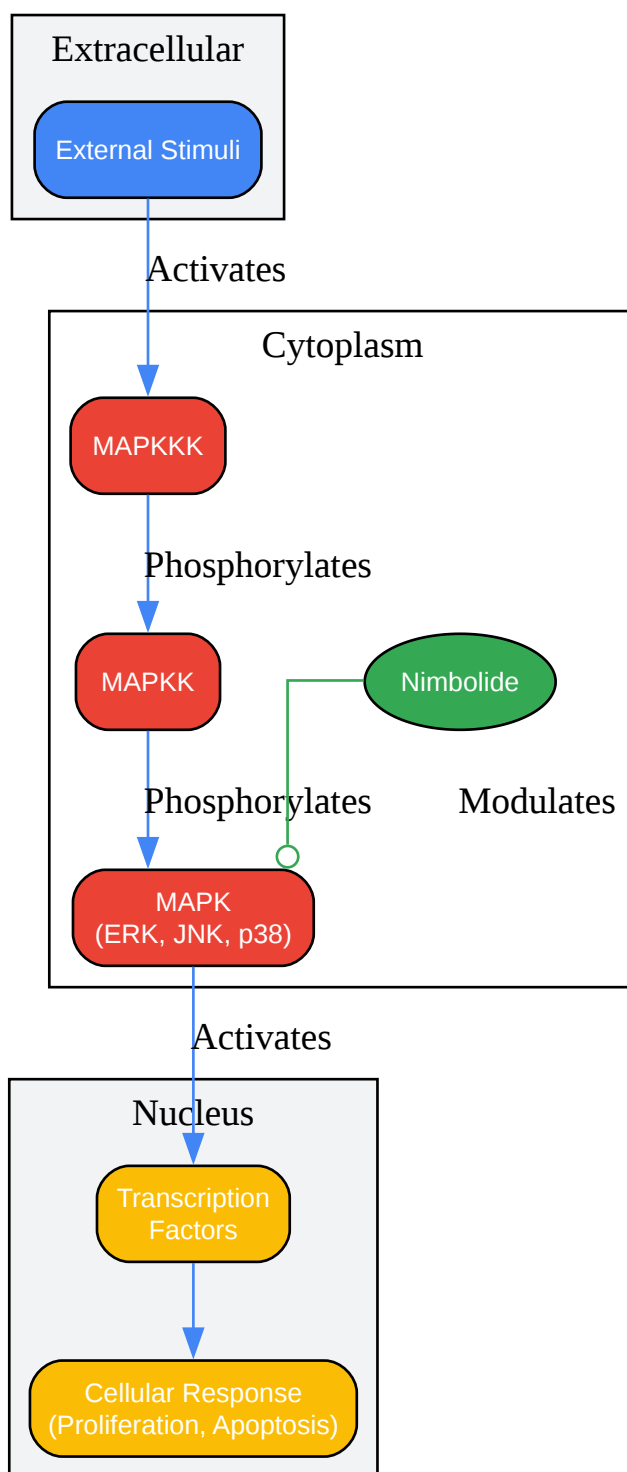 Extracellular
External Stimuli
Activates
Cytoplasm
MAPKKK
Phosphorylates
MAPKK
Nimbolide
Phosphorylates
Modulates
MAPK
(ERK, JNK, p38)
Activates
Nucleus
Transcription
Factors
Cellular Response
(Proliferation, Apoptosis)